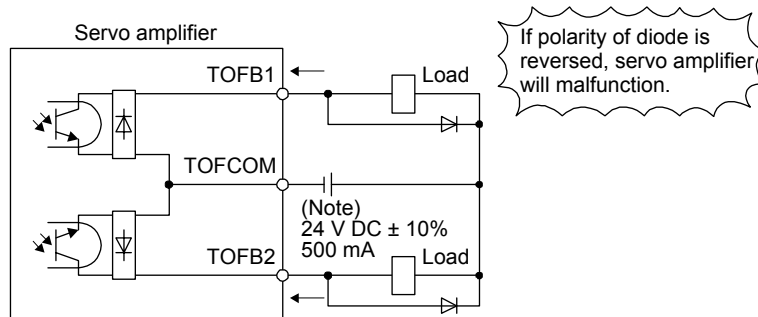 Servo amplifier
If polarity of diode is
reversed, servo amplifier
will malfunction.
TOFB1
Load
TOFCOM
(Note)
24 V DC ± 10%
500 mA
TOFB2
Load